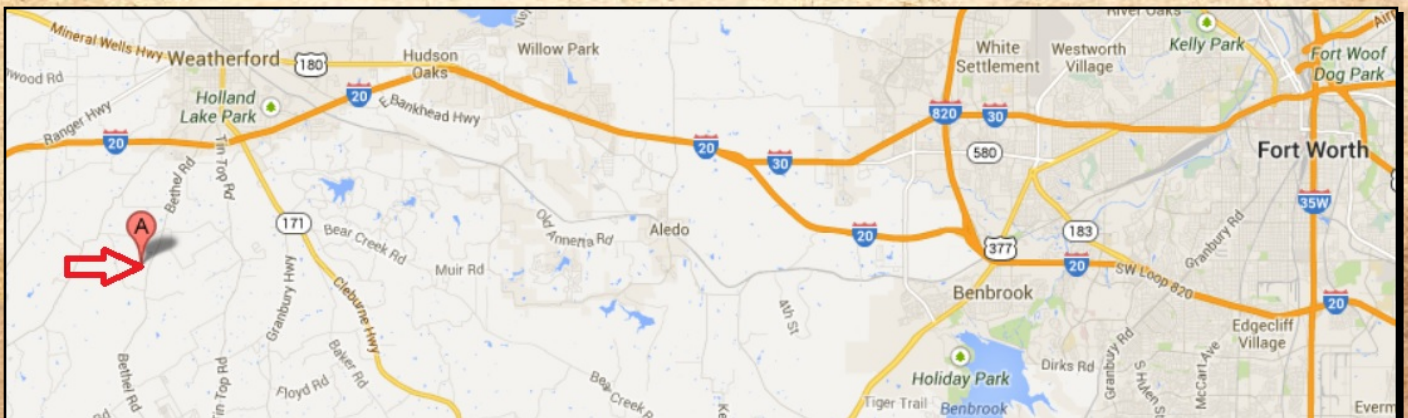 Mineral Wells Hwy
Weatherford
180
Hudson
Oaks
Willow Park
White
Settlement
Westworth
Village
River Oaks
Kelly Park
Fort Woof
Dog Park
wood Rd
Ranger Hwy
Holland
Lake Park
20
E Bankhead Hwy
20
20
30
820
30
580
Fort Worth
35W
Bethel Rd
Tin Top Rd
A
171
Bear Creek Rd
Muir Rd
Old Annetta Rd
Aledo
20
377
183
20
SW Loop 820
Granbury Rd
20
Granbury Hwy
Cleburne Hwy
4th St
Benbrook
Edgecliff
Village
Bethel Rd
Tin Top Rd
Floyd Rd
Baker Rd
Bear Creek R
Ke
Holiday Park
Tiger Trail
Benbrook
Dirks Rd
Granbury Rd
S Hulen St
McCart Ave
Everm